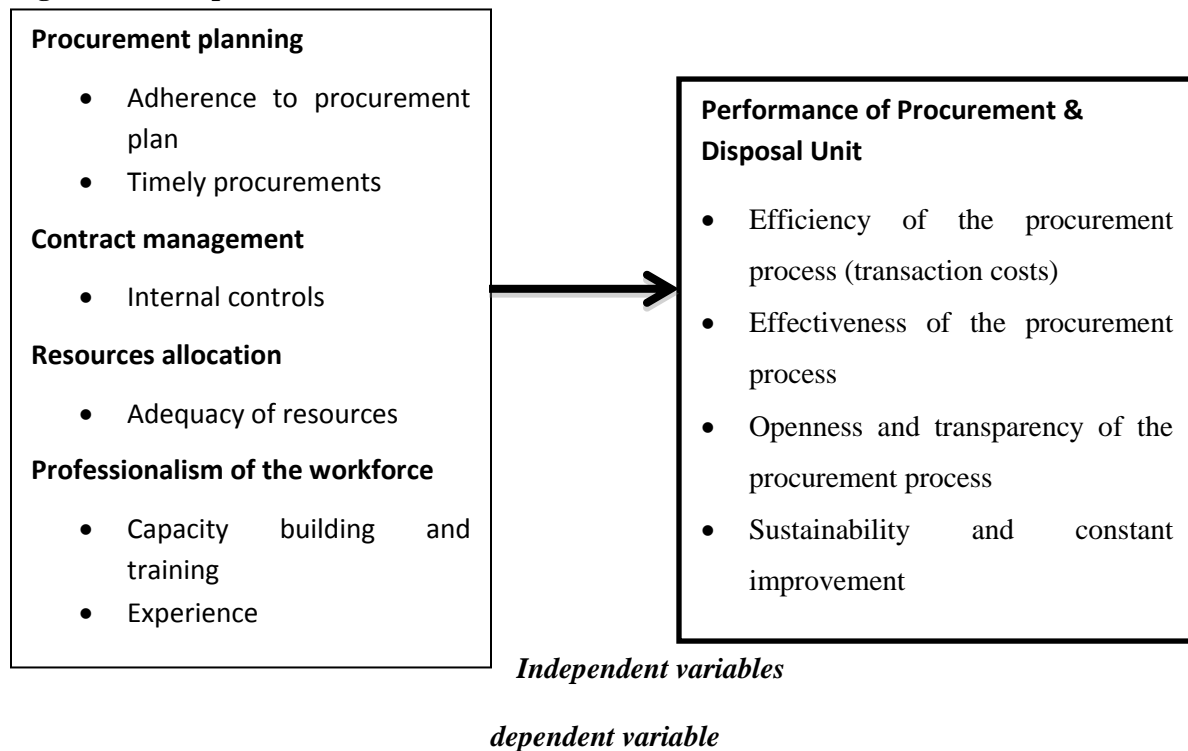 Procurement planning
• Adherence to procurement
plan
• Timely procurements
Contract management
• Internal controls
Resources allocation
• Adequacy of resources
Professionalism of the workforce
• Capacity building and
training
• Experience
Performance of Procurement &
Disposal Unit
• Efficiency of the procurement
process (transaction costs)
• Effectiveness of the procurement
process
• Openness and transparency of the
procurement process
• Sustainability and constant
improvement
Independent variables
dependent variable